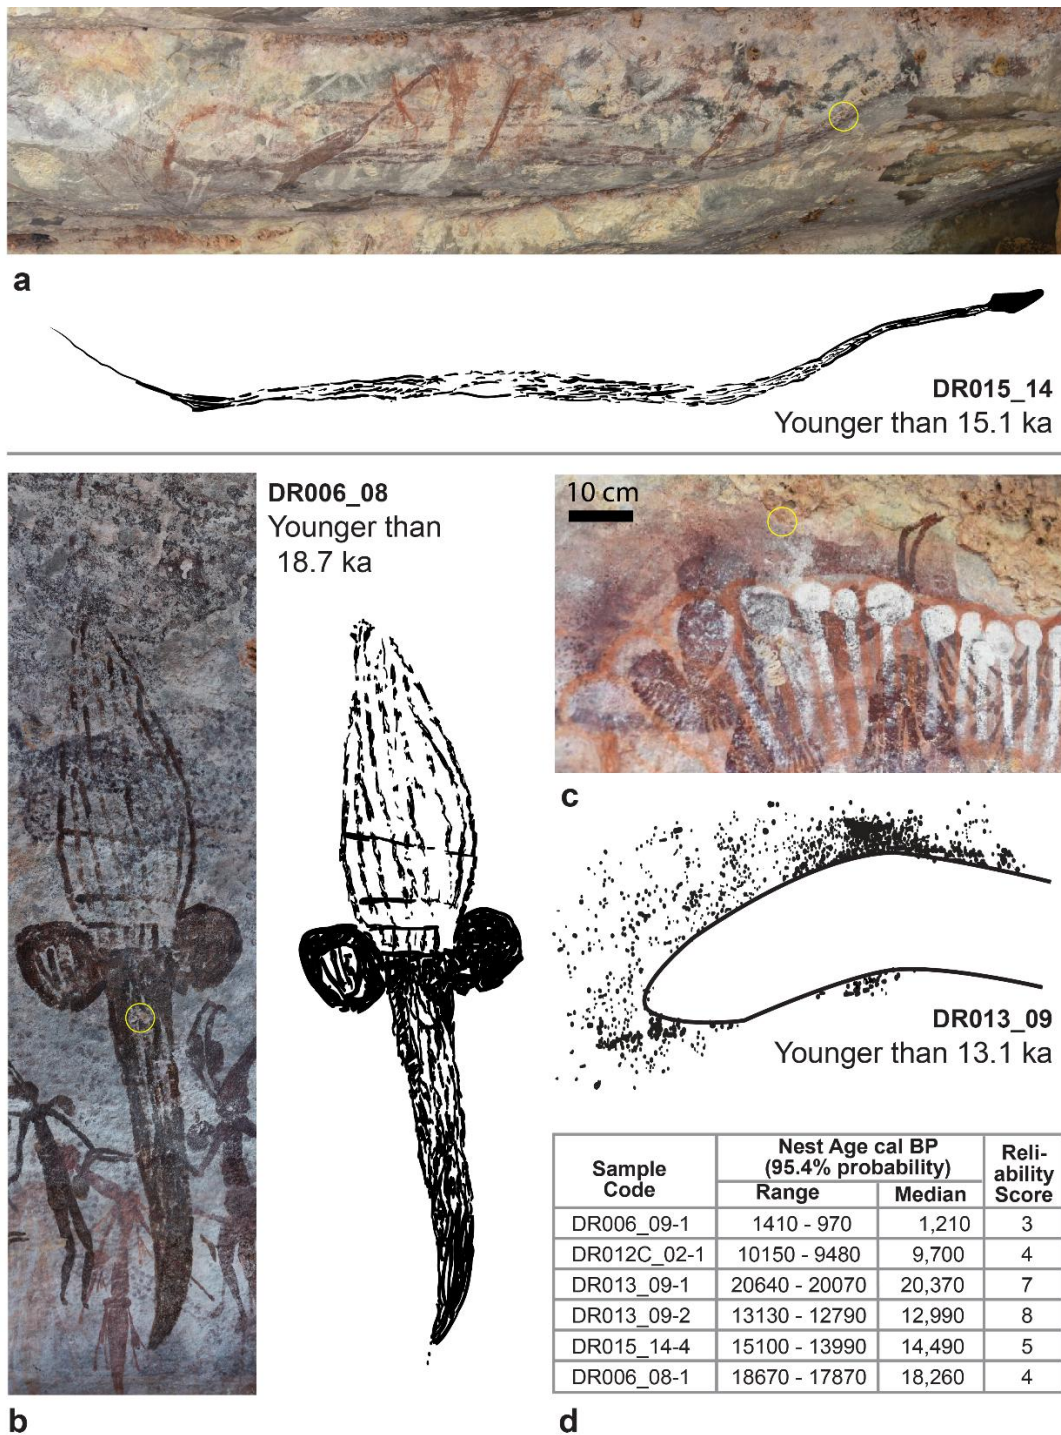 a
DR015_14
Younger than 15.1 ka
DR006_08
Younger than
18.7 ka
b
10 cm
c
DR013_09
Younger than 13.1 ka
Sample Code | Nest Age cal BP (95.4% probability) | Reli-ability Score
Range | Median
DR006_09-1 | 1410 - 970 | 1,210 | 3
DR012C_02-1 | 10150 - 9480 | 9,700 | 4
DR013_09-1 | 20640 - 20070 | 20,370 | 7
DR013_09-2 | 13130 - 12790 | 12,990 | 8
DR015_14-4 | 15100 - 13990 | 14,490 | 5
DR006_08-1 | 18670 - 17870 | 18,260 | 4
d